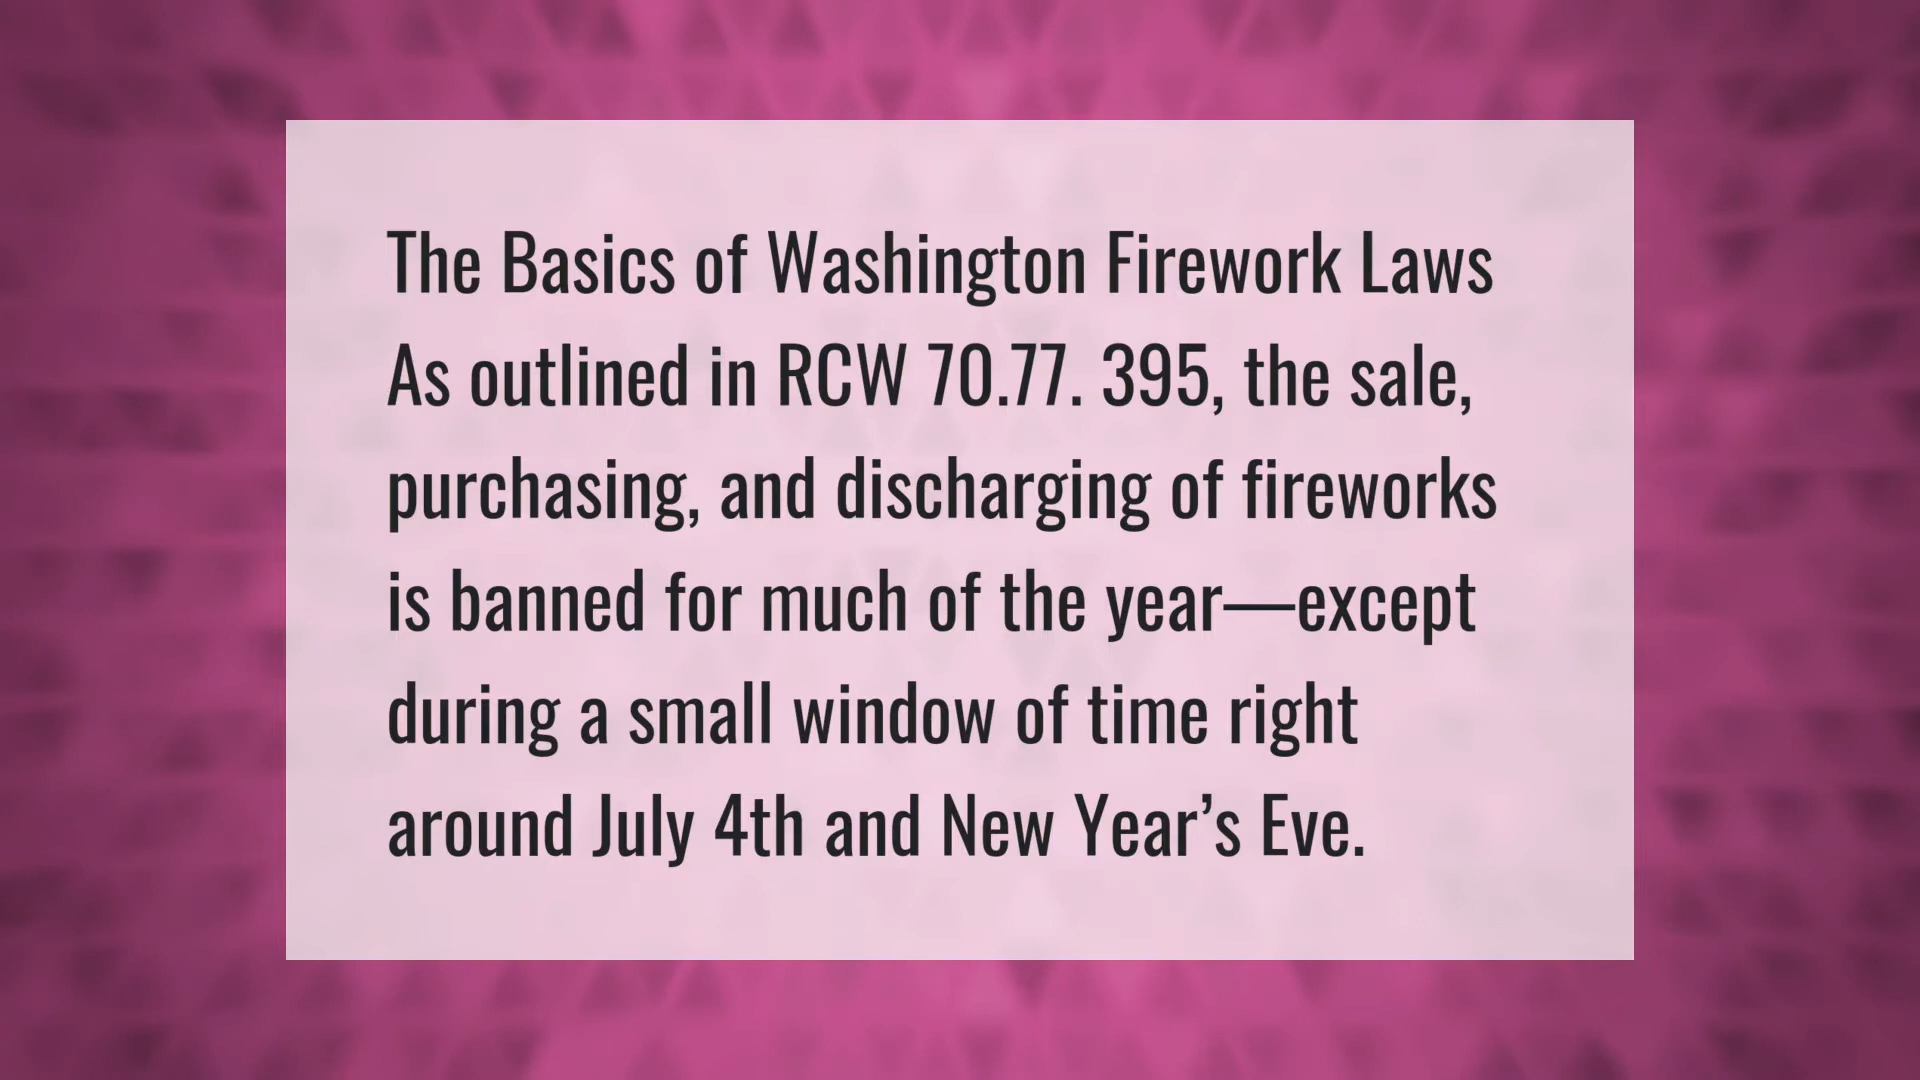 The Basics of Washington Firework Laws
As outlined in RCW 70.77. 395, the sale,
purchasing, and discharging of fireworks
is banned for much of the year—except
during a small window of time right
around July 4th and New Year’s Eve.